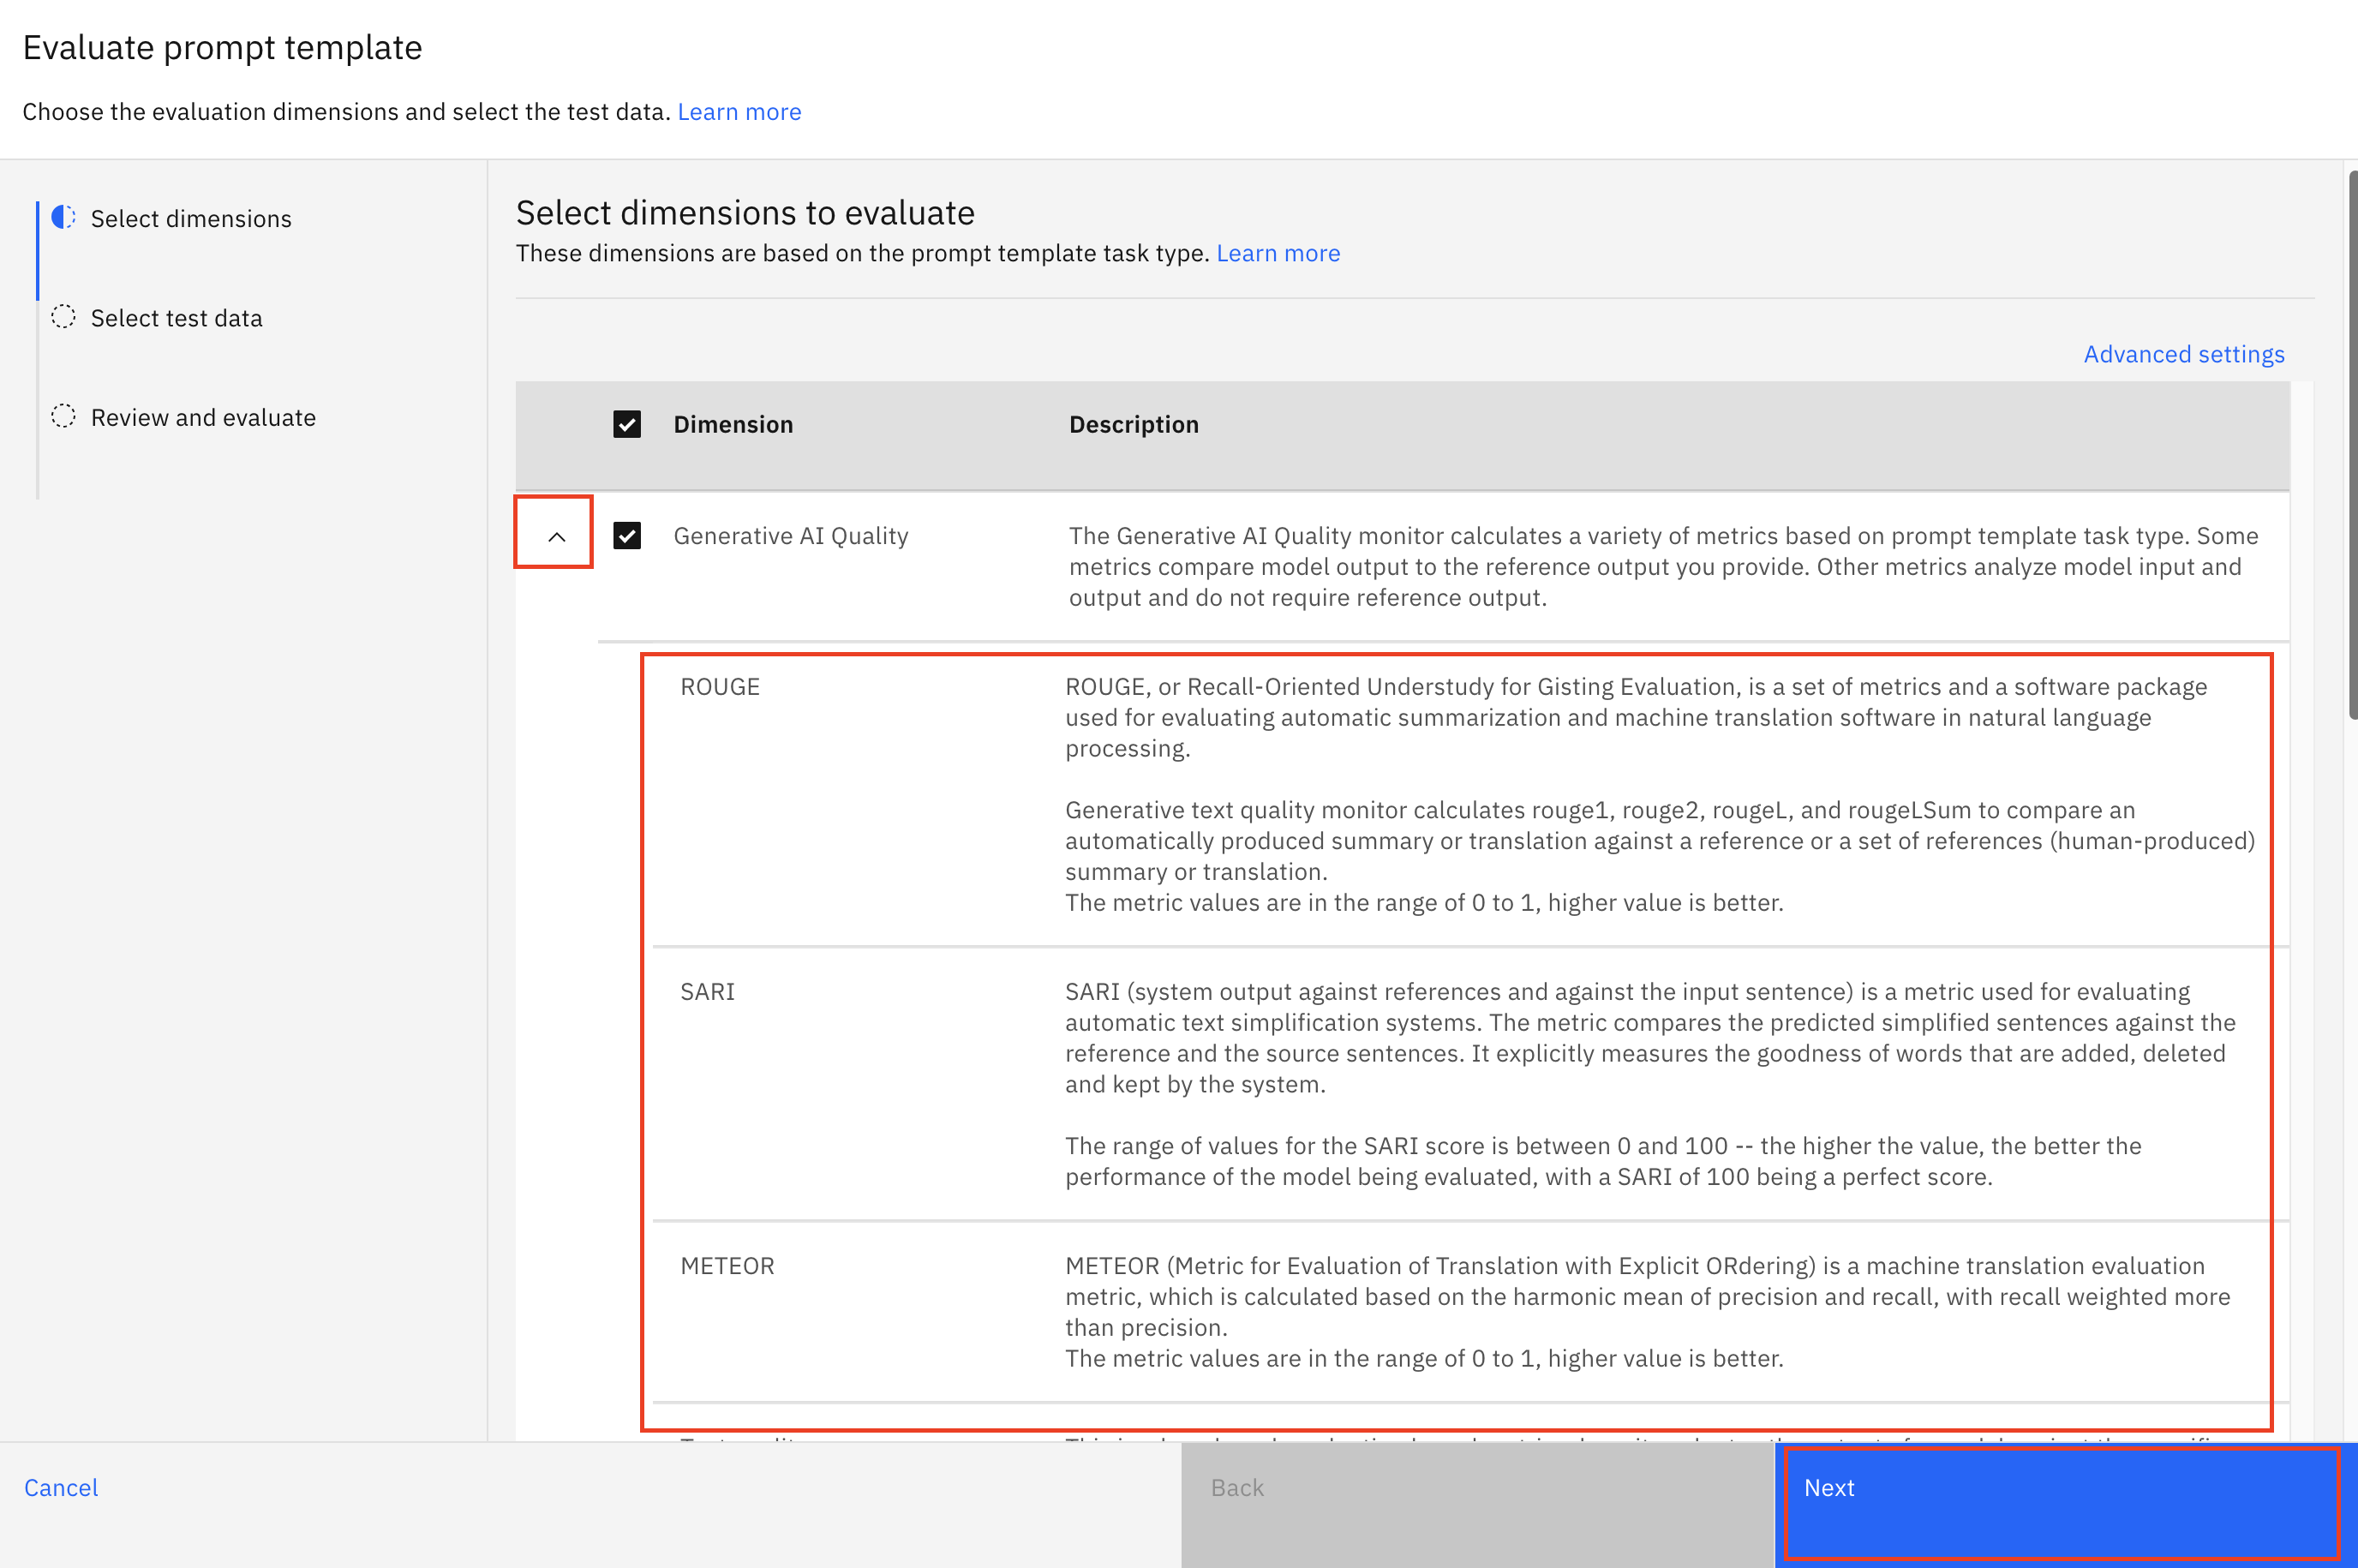 Evaluate prompt template
Choose the evaluation dimensions and select the test data. Learn more
Select dimensions
Select test data
Review and evaluate
Select dimensions to evaluate
These dimensions are based on the prompt template task type. Learn more
Advanced settings
Dimension Description
Generative AI Quality
The Generative AI Quality monitor calculates a variety of metrics based on prompt template task type. Some
metrics compare model output to the reference output you provide. Other metrics analyze model input and
output and do not require reference output.
ROUGE
ROUGE, or Recall-Oriented Understudy for Gisting Evaluation, is a set of metrics and a software package
used for evaluating automatic summarization and machine translation software in natural language
processing.
Generative text quality monitor calculates rouge1, rouge2, rougeL, and rougeLSum to compare an
automatically produced summary or translation against a reference or a set of references (human-produced)
summary or translation.
The metric values are in the range of 0 to 1, higher value is better.
SARI
SARI (system output against references and against the input sentence) is a metric used for evaluating
automatic text simplification systems. The metric compares the predicted simplified sentences against the
reference and the source sentences. It explicitly measures the goodness of words that are added, deleted
and kept by the system.
The range of values for the SARI score is between 0 and 100 -- the higher the value, the better the
performance of the model being evaluated, with a SARI of 100 being a perfect score.
METEOR
METEOR (Metric for Evaluation of Translation with Explicit ORdering) is a machine translation evaluation
metric, which is calculated based on the harmonic mean of precision and recall, with recall weighted more
than precision.
The metric values are in the range of 0 to 1, higher value is better.
Cancel
Back
Next